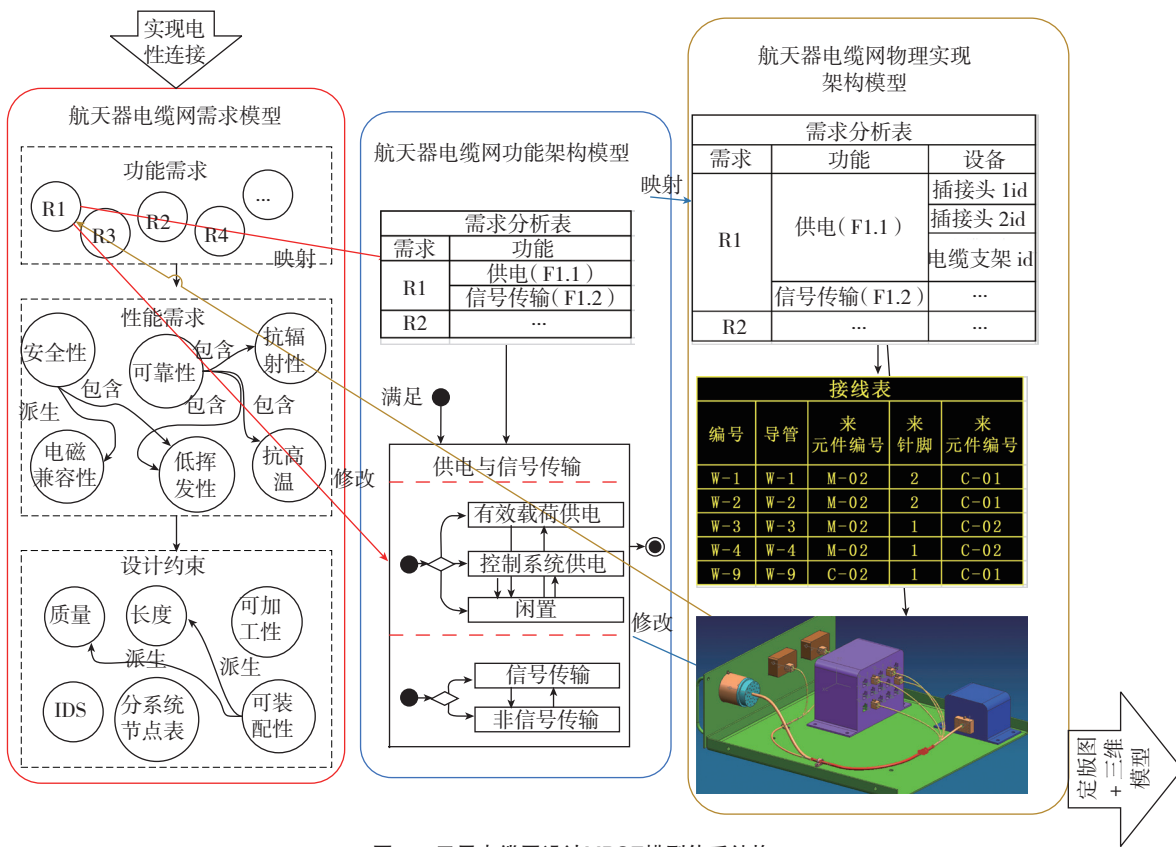 实现电
性连接
航天器电缆网需求模型
功能需求
R1
R3
R2
R4
...
映射
性能需求
安全性
可靠性
抗辐
射性
包含
包含
包含
包含
派生
电磁
兼容性
低挥
发性
抗高
温
修改
设计约束
质量
长度
可加
工性
派生
派生
IDS
分系统
节点表
可装
配性
航天器电缆网功能架构模型
需求分析表
需求 功能
R1 供电(F1.1)
信号传输(F1.2)
R2 ...
满足
供电与信号传输
有效载荷供电
控制系统供电
闲置
信号传输
非信号传输
映射
修改
航天器电缆网物理实现
架构模型
需求分析表
需求 功能 设备
R1 供电(F1.1) 插接头 1id
插接头 2id
电缆支架 id
信号传输(F1.2) ...
R2 ... ...
接线表
编号 导管 来元件编号 来针脚 来元件编号
W-1 W-1 M-02 2 C-01
W-2 W-2 M-02 2 C-01
W-3 W-3 M-02 1 C-02
W-4 W-4 M-02 1 C-02
W-9 W-9 C-02 1 C-01
定版图
+三维
模型